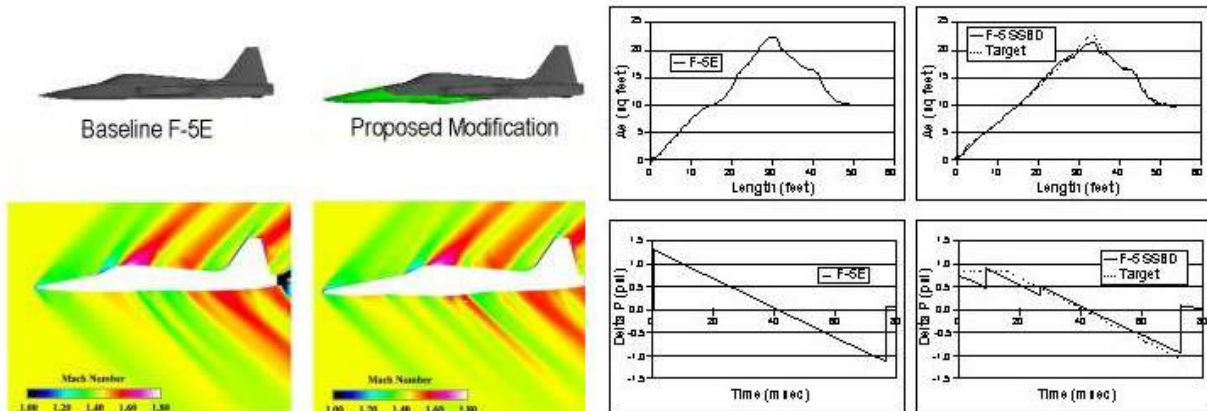 Baseline F-5E
Proposed Modification
Mach Number
1.00 1.20 1.40 1.60 1.80
Mach Number
1.00 1.20 1.40 1.60 1.80
Ae (sq feet)
25
20
15
10
5
0
F-5E
0 10 20 30 40 50 60
Length (feet)
Ae (sq feet)
25
20
15
10
5
0
F-5 SSBD
Target
0 10 20 30 40 50 60
Length (feet)
Delta P (psf)
1.5
1.0
0.5
0.0
-0.5
-1.0
-1.5
F-5E
20 40 60 80
Time (msec)
Delta P (psf)
1.5
1.0
0.5
0.0
-0.5
-1.0
-1.5
F-5 SSBD
Target
20 40 60 80
Time (msec)